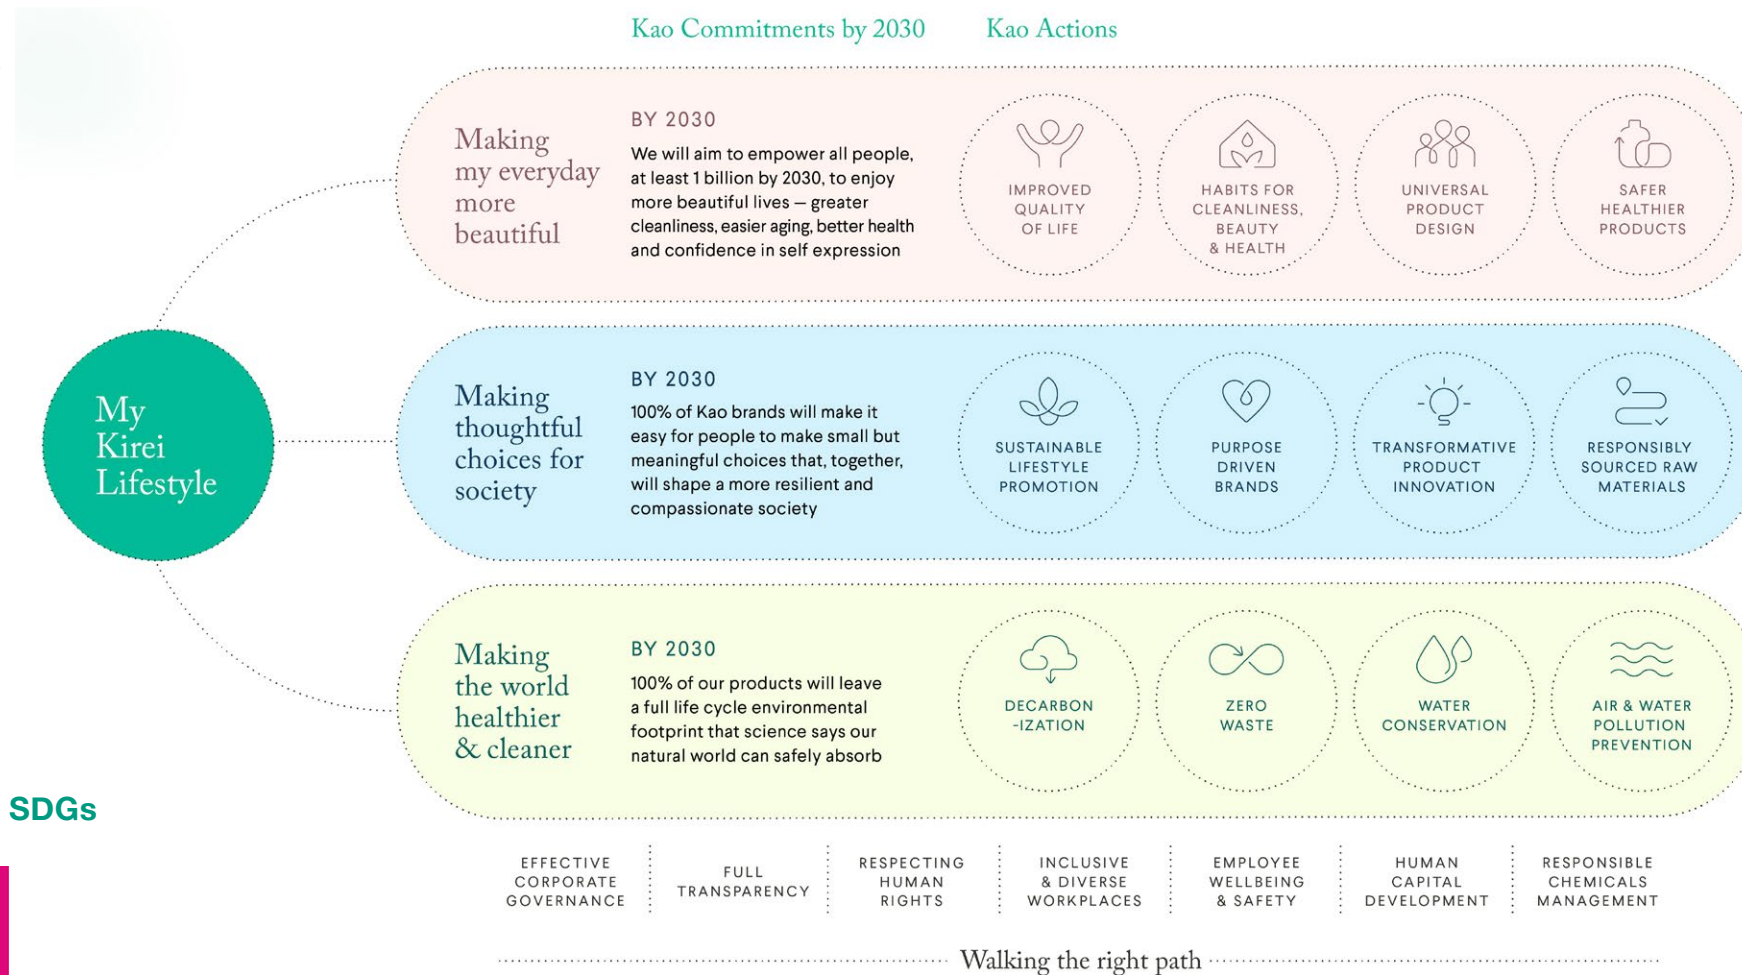 Kao Commitments by 2030
Kao Actions
My
Kirei
Lifestyle
Making
my everyday
more
beautiful
BY 2030
We will aim to empower all people,
at least 1 billion by 2030, to enjoy
more beautiful lives — greater
cleanliness, easier aging, better health
and confidence in self expression
IMPROVED
QUALITY
OF LIFE
HABITS FOR
CLEANLINESS,
BEAUTY
& HEALTH
UNIVERSAL
PRODUCT
DESIGN
SAFER
HEALTHIER
PRODUCTS
Making
thoughtful
choices for
society
BY 2030
100% of Kao brands will make it
easy for people to make small but
meaningful choices that, together,
will shape a more resilient and
compassionate society
SUSTAINABLE
LIFESTYLE
PROMOTION
PURPOSE
DRIVEN
BRANDS
TRANSFORMATIVE
PRODUCT
INNOVATION
RESPONSIBLY
SOURCED RAW
MATERIALS
Making
the world
healthier
& cleaner
BY 2030
100% of our products will leave
a full life cycle environmental
footprint that science says our
natural world can safely absorb
DECARBON
-IZATION
ZERO
WASTE
WATER
CONSERVATION
AIR & WATER
POLLUTION
PREVENTION
SDGs
EFFECTIVE
CORPORATE
GOVERNANCE
FULL
TRANSPARENCY
RESPECTING
HUMAN
RIGHTS
INCLUSIVE
& DIVERSE
WORKPLACES
EMPLOYEE
WELLBEING
& SAFETY
HUMAN
CAPITAL
DEVELOPMENT
RESPONSIBLE
CHEMICALS
MANAGEMENT
Walking the right path